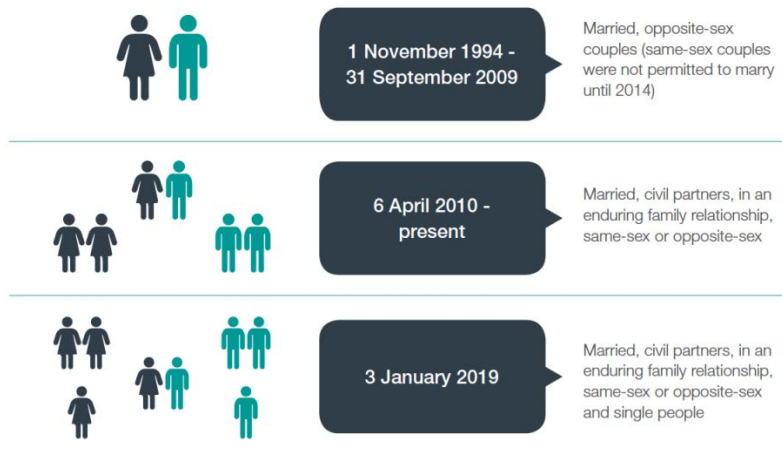 1 November 1994 -
31 September 2009
Married, opposite-sex
couples (same-sex couples
were not permitted to marry
until 2014)
6 April 2010 -
present
Married, civil partners, in an
enduring family relationship,
same-sex or opposite-sex
3 January 2019
Married, civil partners, in an
enduring family relationship,
same-sex or opposite-sex
and single people